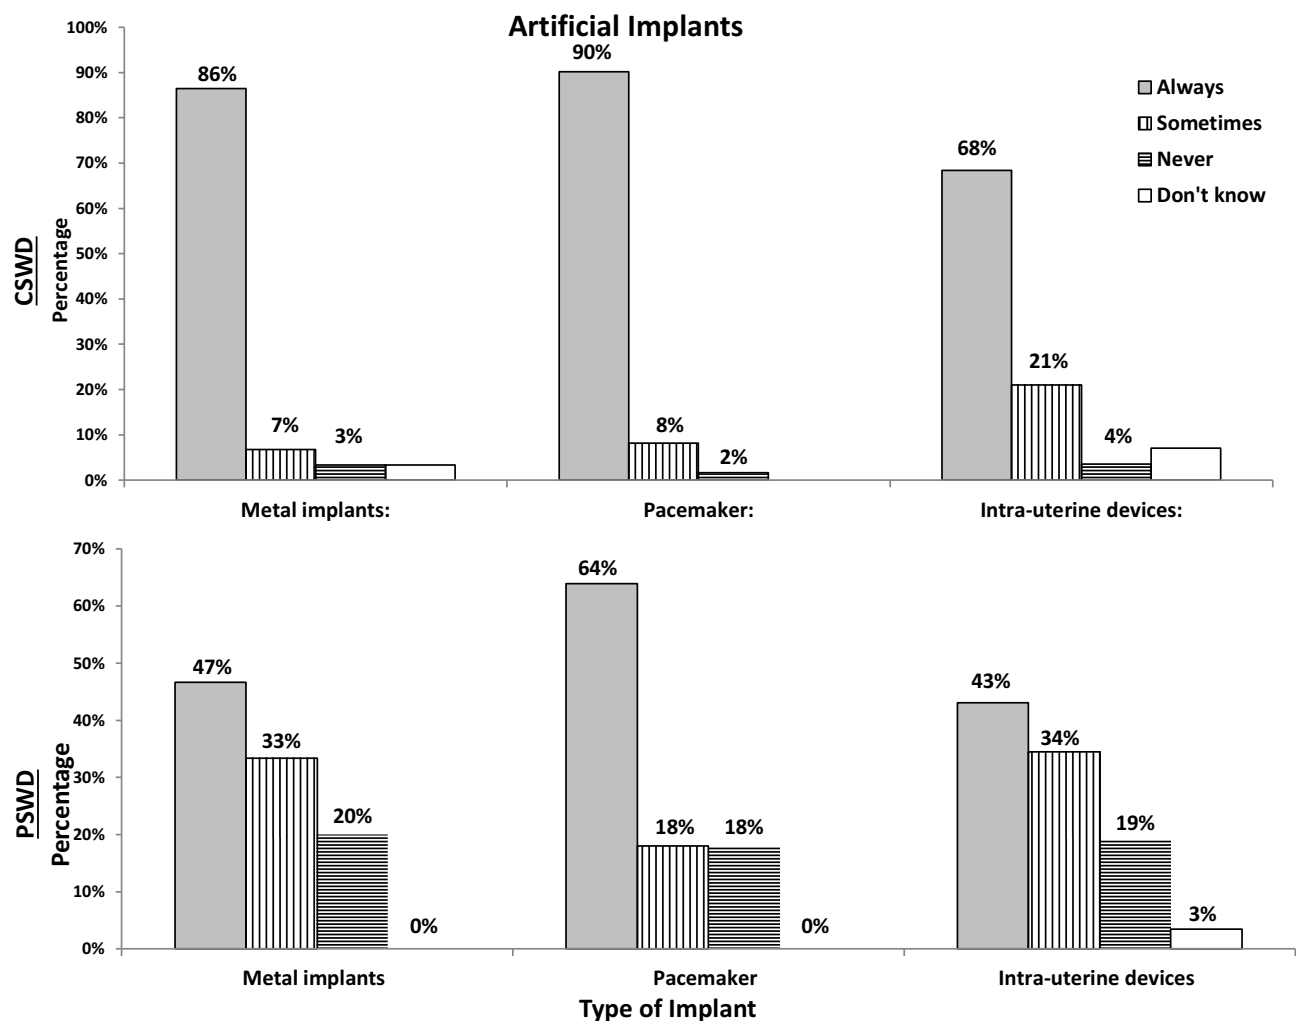 Artificial Implants
100%
90%
80%
70%
60%
50%
40%
30%
20%
10%
0%
CSWD
Percentage
86%
7%
3%
90%
8%
2%
68%
21%
4%
Always
Sometimes
Never
Don't know
Metal implants:
Pacemaker:
Intra-uterine devices:
70%
60%
50%
40%
30%
20%
10%
0%
PSWD
Percentage
47%
33%
20%
0%
64%
18%
18%
0%
43%
34%
19%
3%
Metal implants
Pacemaker
Intra-uterine devices
Type of Implant